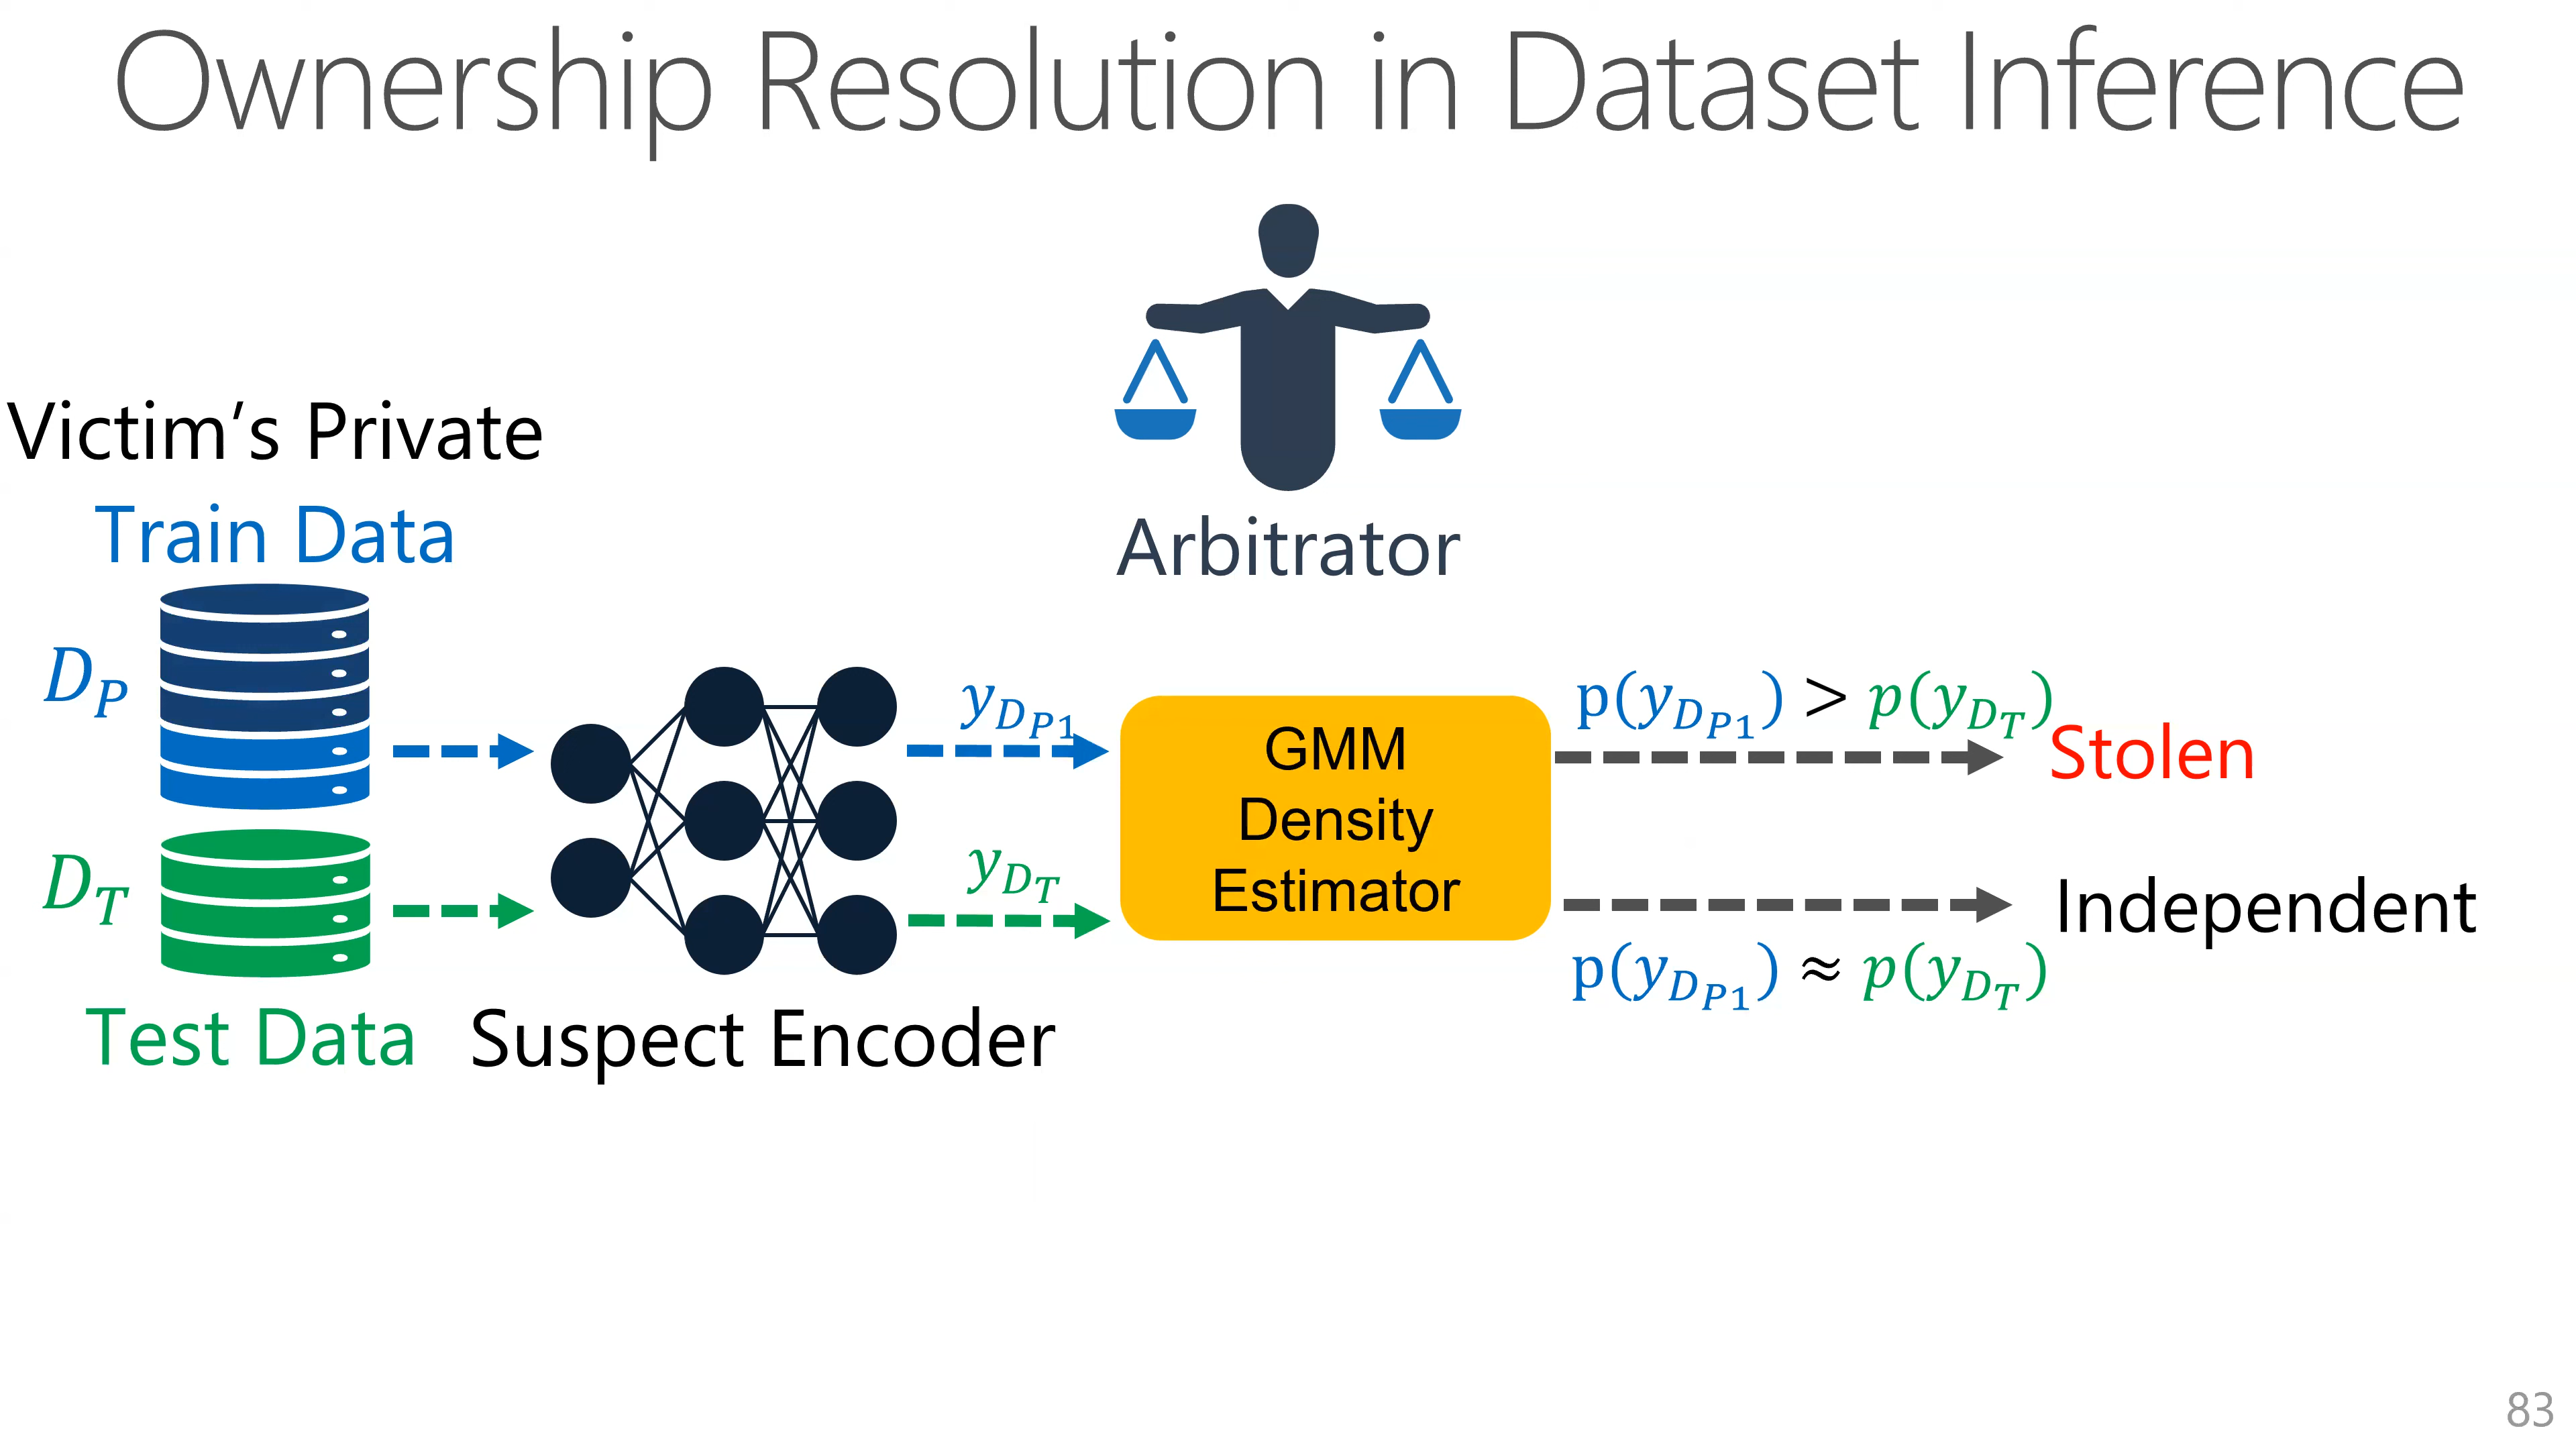 Ownership Resolution in Dataset Inference
Arbitrator
Victim's Private
Train Data
D_P
D_T
Test Data
Suspect Encoder
y_{D_{P1}}
y_{D_T}
GMM
Density
Estimator
p(y_{D_{P1}}) > p(y_{D_T})
Stolen
Independent
p(y_{D_{P1}}) ≈ p(y_{D_T})
83